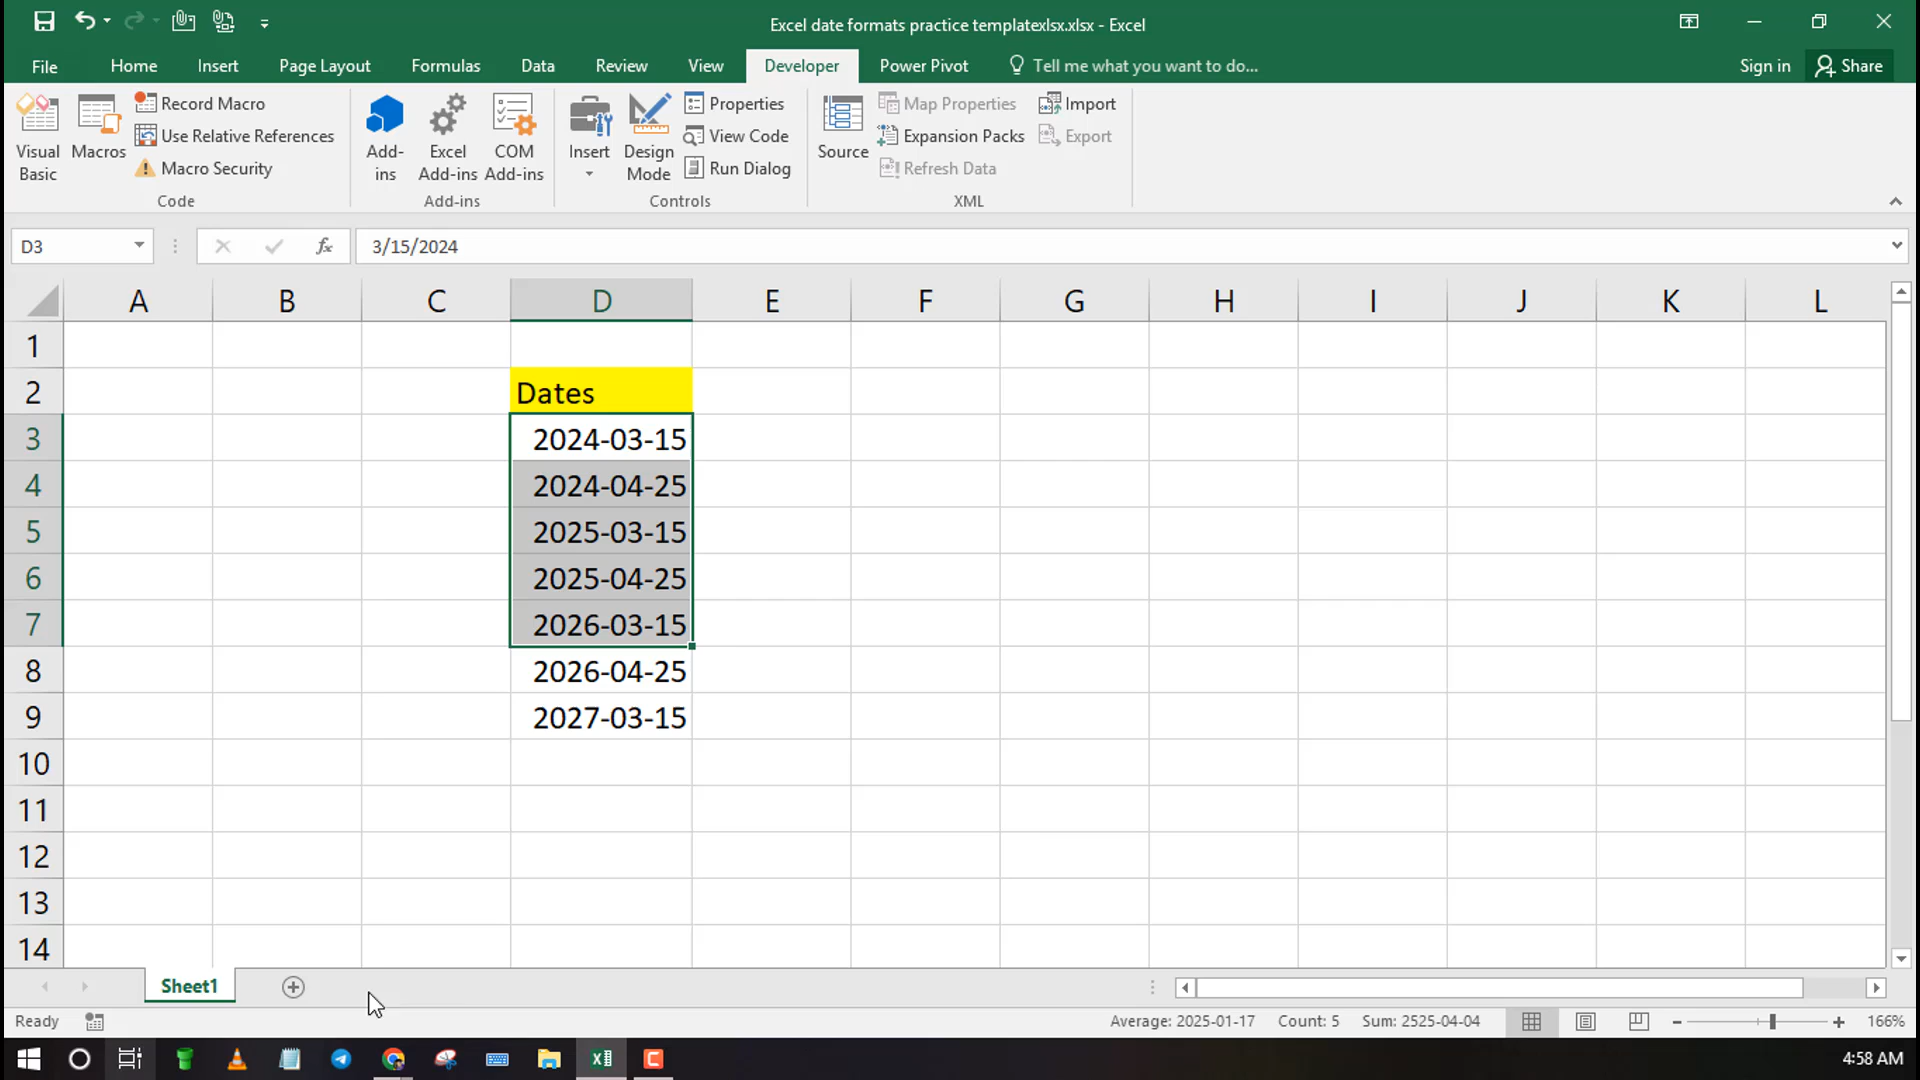 Excel date formats practice templatexlsx.xlsx - Excel
File Home Insert Page Layout Formulas Data Review View Developer Power Pivot Tell me what you want to do... Sign in Share
Visual Basic
Macros
Record Macro
Use Relative References
Macro Security
Code
Add-ins
Excel Add-ins
COM Add-ins
Add-ins
Insert
Design Mode
Properties
View Code
Run Dialog
Controls
Source
Map Properties
Expansion Packs
Refresh Data
Import
Export
XML
D3 fx 3/15/2024
A B C D E F G H I J K L
1
2 Dates
3 2024-03-15
4 2024-04-25
5 2025-03-15
6 2025-04-25
7 2026-03-15
8 2026-04-25
9 2027-03-15
10
11
12
13
14
Sheet1
Ready Average: 2025-01-17 Count: 5 Sum: 2525-04-04 166%
4:58 AM